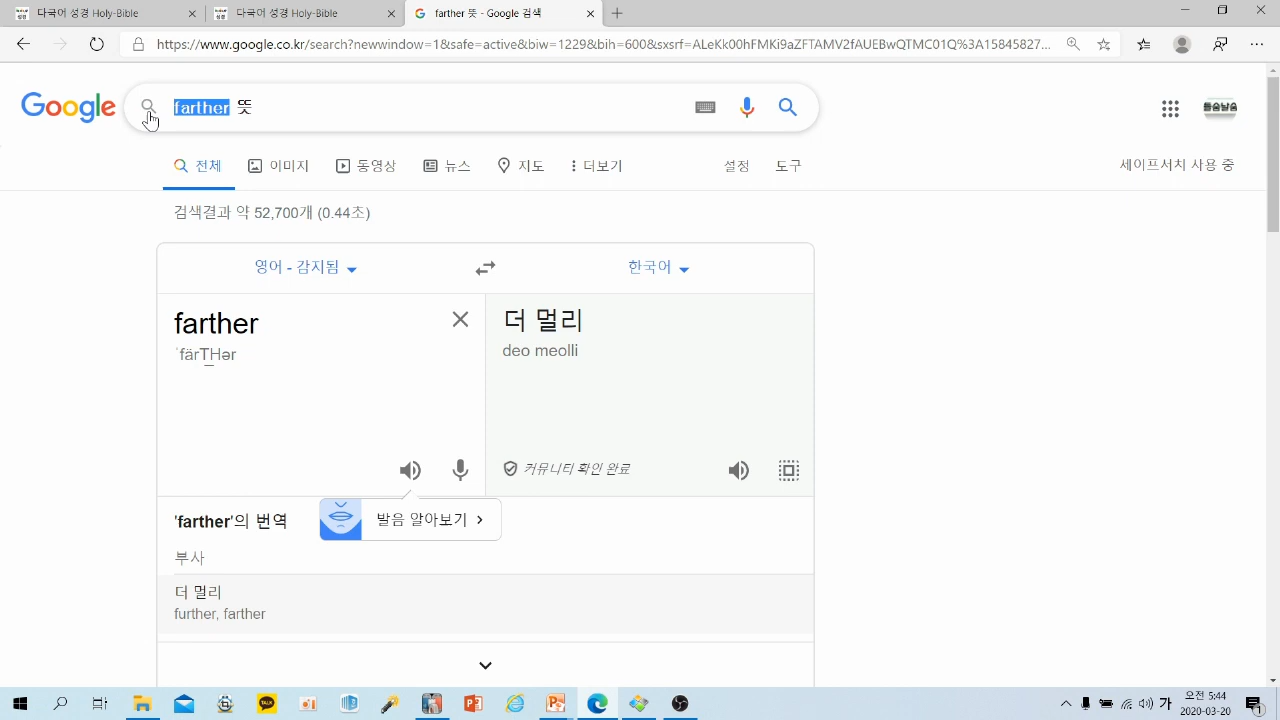 다국어 성경 Holy-Bible
다국어 성경 Holy-Bible
farther 뜻 - Google 검색
https://www.google.co.kr/search?newwindow=1&safe=active&biw=1229&bih=600&sxsrf=ALeKk00hFMKi9aZFTAMV2fAUEBwQTMC01Q%3A15845827...
Google
farther 뜻
전체
이미지
동영상
뉴스
지도
더보기
설정
도구
세이프서치 사용 중
검색결과 약 52,700개 (0.44초)
영어 - 감지됨
한국어
farther
ˈfärT͟Hər
더 멀리
deo meolli
커뮤니티 확인 완료
'farther'의 번역
발음 알아보기
부사
더 멀리
further, farther
TALK
가
오전 5:44
2020-03-20
1